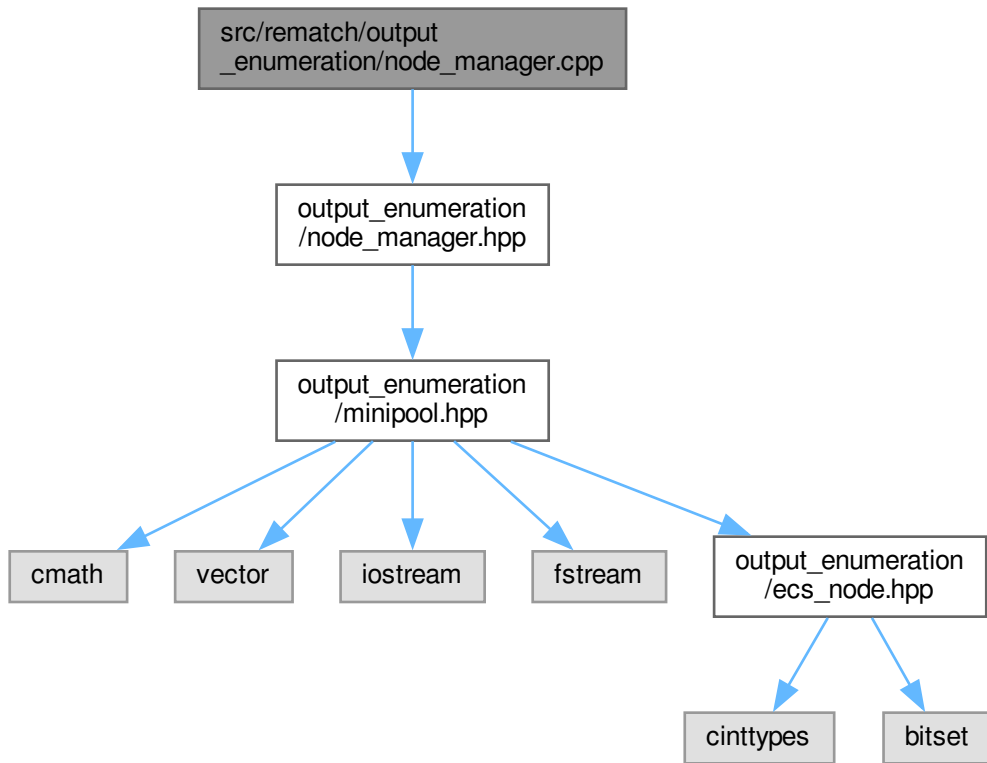 src/rematch/output
_enumeration/node_manager.cpp
output_enumeration
/node_manager.hpp
output_enumeration
/minipool.hpp
cmath
vector
iostream
fstream
output_enumeration
/ecs_node.hpp
cinttypes
bitset